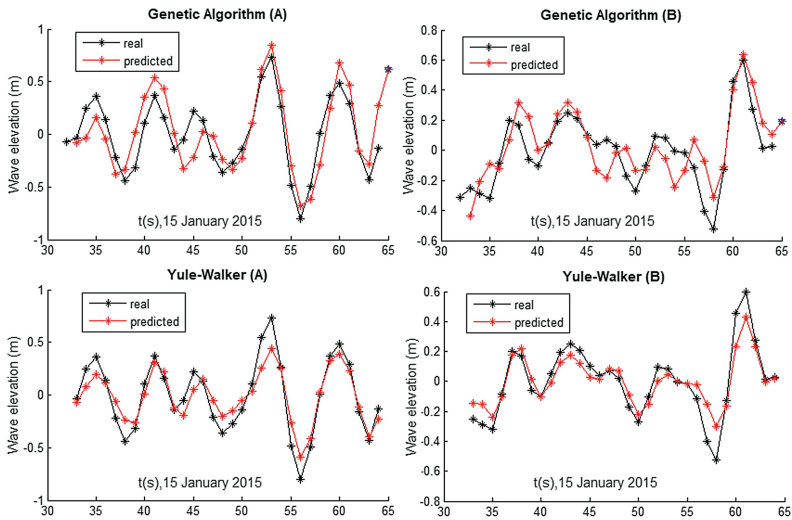 Genetic Algorithm (A)
1
0.5
0
-0.5
-1
Wave elevation (m)
real
predicted
t(s),15 January 2015
30 35 40 45 50 55 60 65
Genetic Algorithm (B)
0.8
0.6
0.4
0.2
0
-0.2
-0.4
-0.6
Wave elevation (m)
real
predicted
t(s),15 January 2015
30 35 40 45 50 55 60 65
Yule-Walker (A)
1
0.5
0
-0.5
-1
Wave elevation (m)
real
predicted
t(s),15 January 2015
30 35 40 45 50 55 60 65
Yule-Walker (B)
0.6
0.4
0.2
0
-0.2
-0.4
-0.6
0.8
Wave elevation (m)
real
predicted
t(s),15 January 2015
30 35 40 45 50 55 60 65